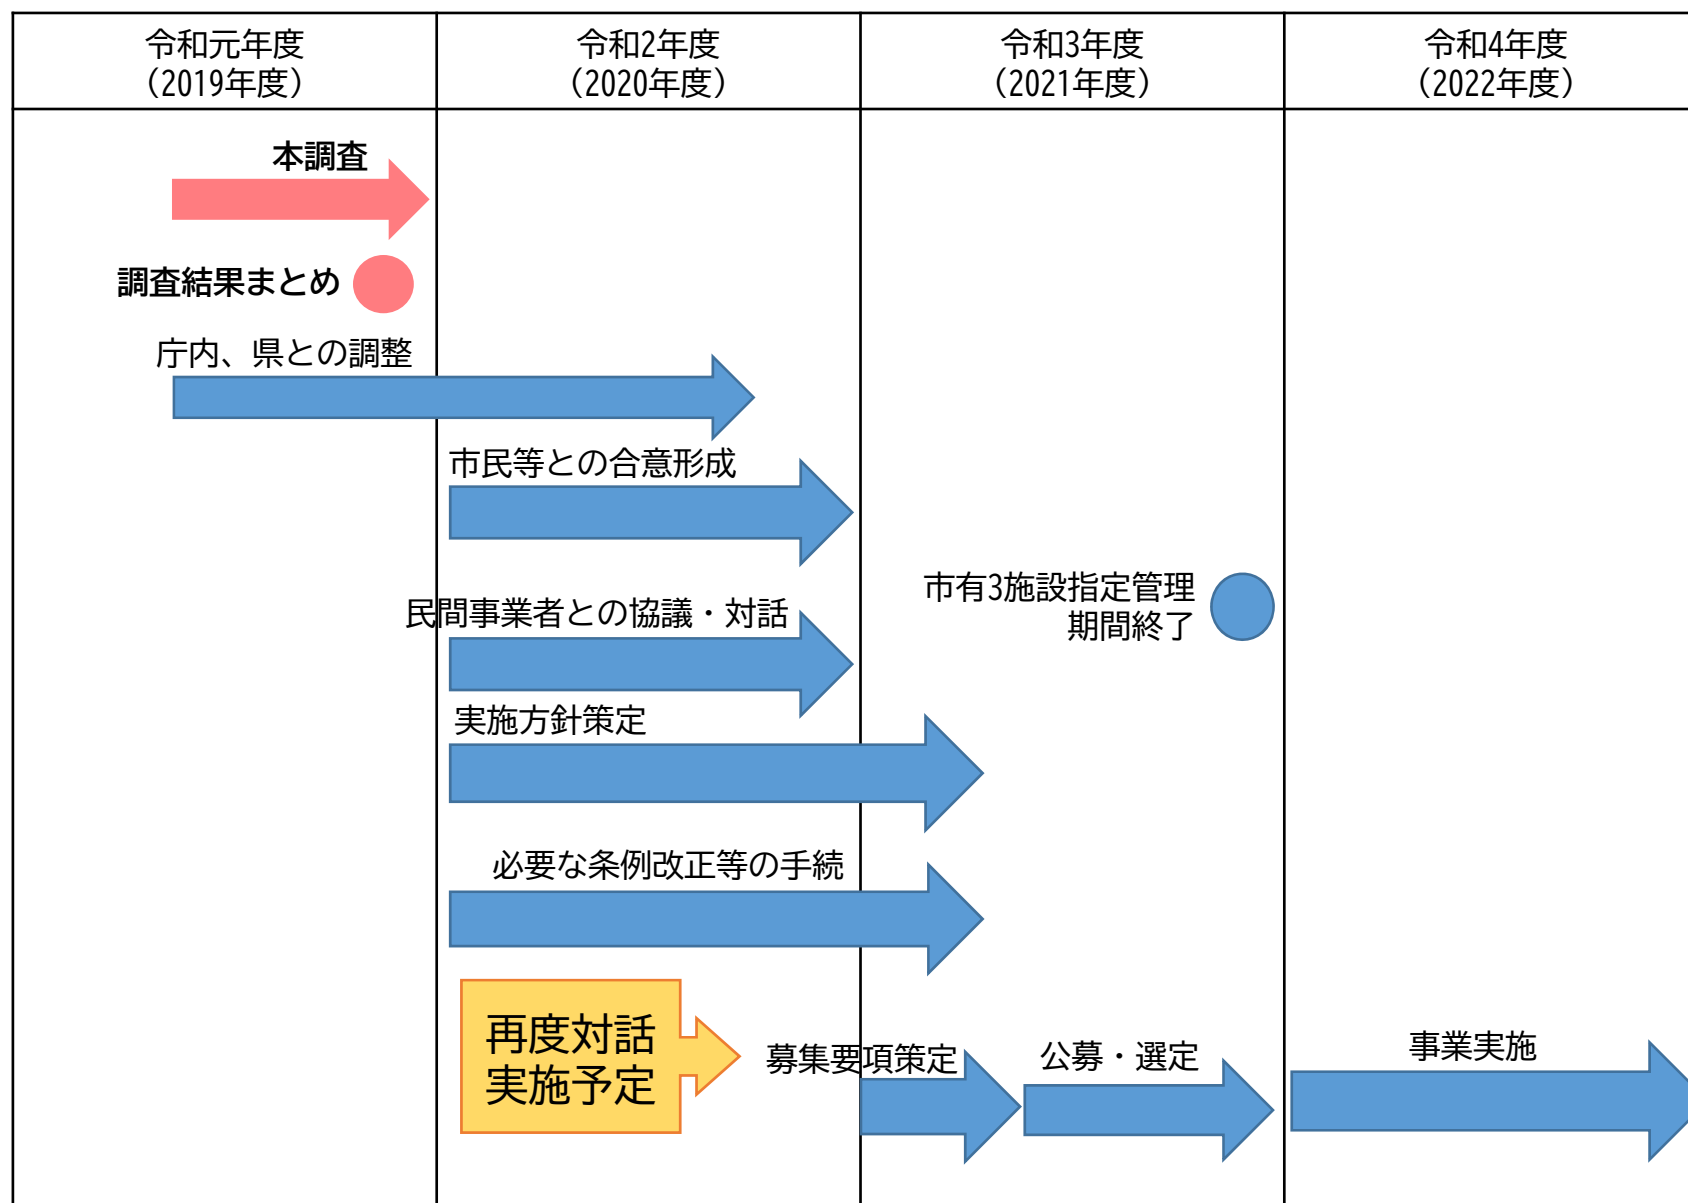 令和元年度
（2019年度）
令和2年度
（2020年度）
令和3年度
（2021年度）
令和4年度
（2022年度）
本調査
調査結果まとめ
庁内、県との調整
市民等との合意形成
市有3施設指定管理
期間終了
民間事業者との協議・対話
実施方針策定
必要な条例改正等の手続
再度対話
実施予定
募集要項策定
公募・選定
事業実施